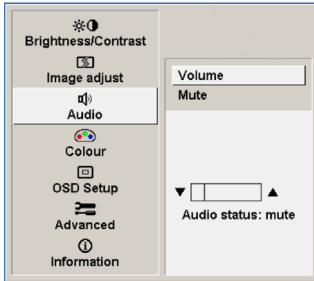 Brightness/Contrast
Image adjust
Audio
Colour
OSD Setup
Advanced
Information
Volume
Mute
Audio status: mute